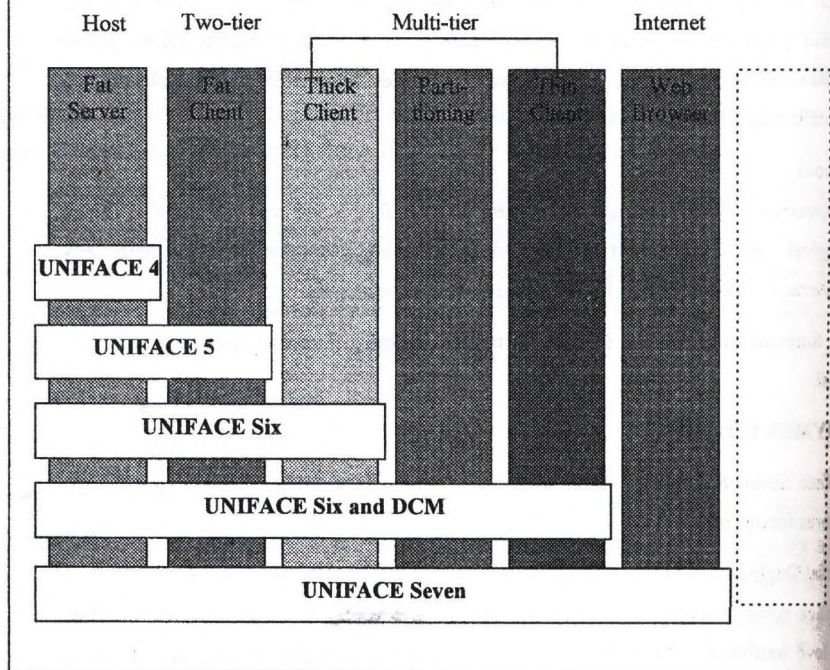 Host Two-tier Multi-tier Internet
Fat Fat Thick Parti- Thin Web
Server Client Client tioning Client Browser
UNIFACE 4
UNIFACE 5
UNIFACE Six
UNIFACE Six and DCM
UNIFACE Seven